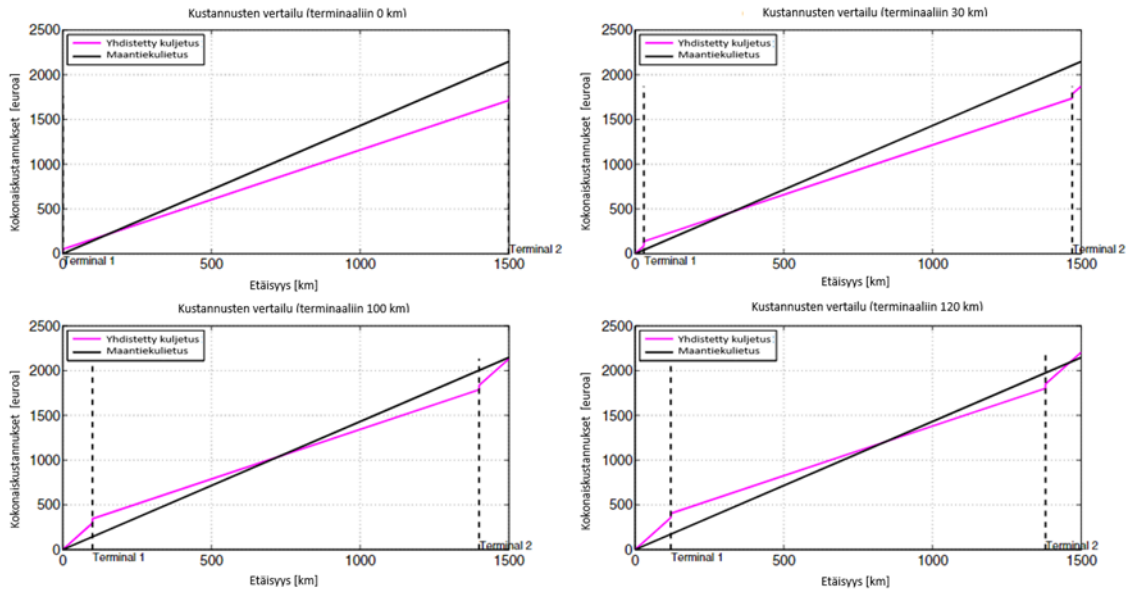 Kustannusten vertailu (terminaaliin 0 km)
2500
2000
1500
1000
500
0
Kokonaiskustannukset [euroa]
Yhdistetty kuljetus
Maantiekulietus
Terminal 1
Terminal 2
0 500 1000 1500
Etäisyys [km]
Kustannusten vertailu (terminaaliin 30 km)
2500
2000
1500
1000
500
0
Kokonaiskustannukset [euroa]
Yhdistetty kuljetus
Maantiekulietus
Terminal 1
Terminal 2
0 500 1000 1500
Etäisyys [km]
Kustannusten vertailu (terminaaliin 100 km)
2500
2000
1500
1000
500
0
Kokonaiskustannukset [euroa]
Yhdistetty kuljetus
Maantiekulietus
Terminal 1
Terminal 2
0 500 1000 1500
Etäisyys [km]
Kustannusten vertailu (terminaaliin 120 km)
2500
2000
1500
1000
500
0
Kokonaiskustannukset [euroa]
Yhdistetty kuljetus
Maantiekulietus
Terminal 1
Terminal 2
0 500 1000 1500
Etäisyys [km]